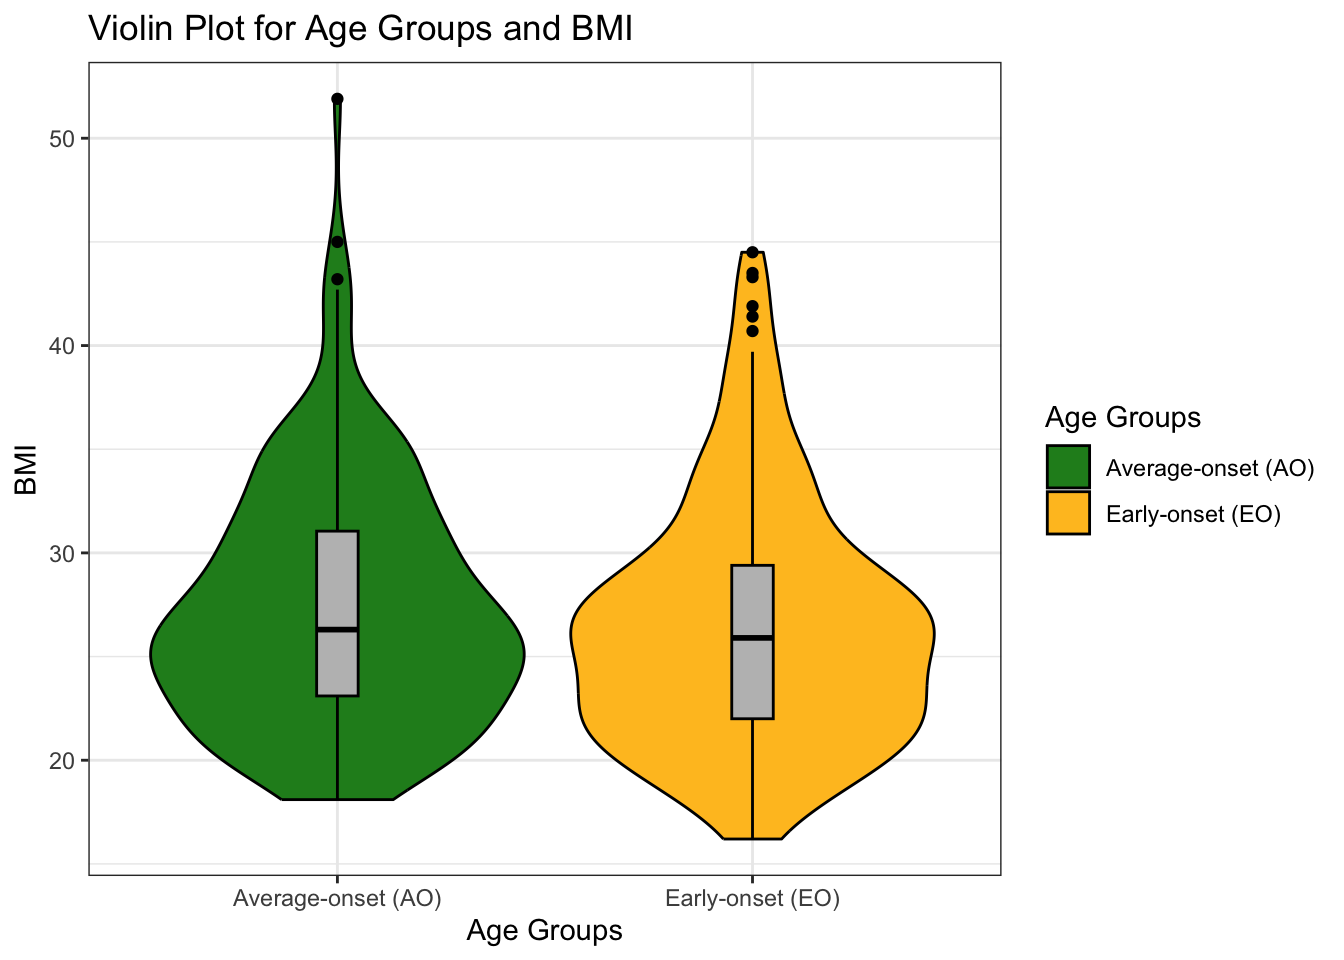 Violin Plot for Age Groups and BMI
50
40
30
20
BMI
Average-onset (AO)
Early-onset (EO)
Age Groups
Age Groups
Average-onset (AO)
Early-onset (EO)